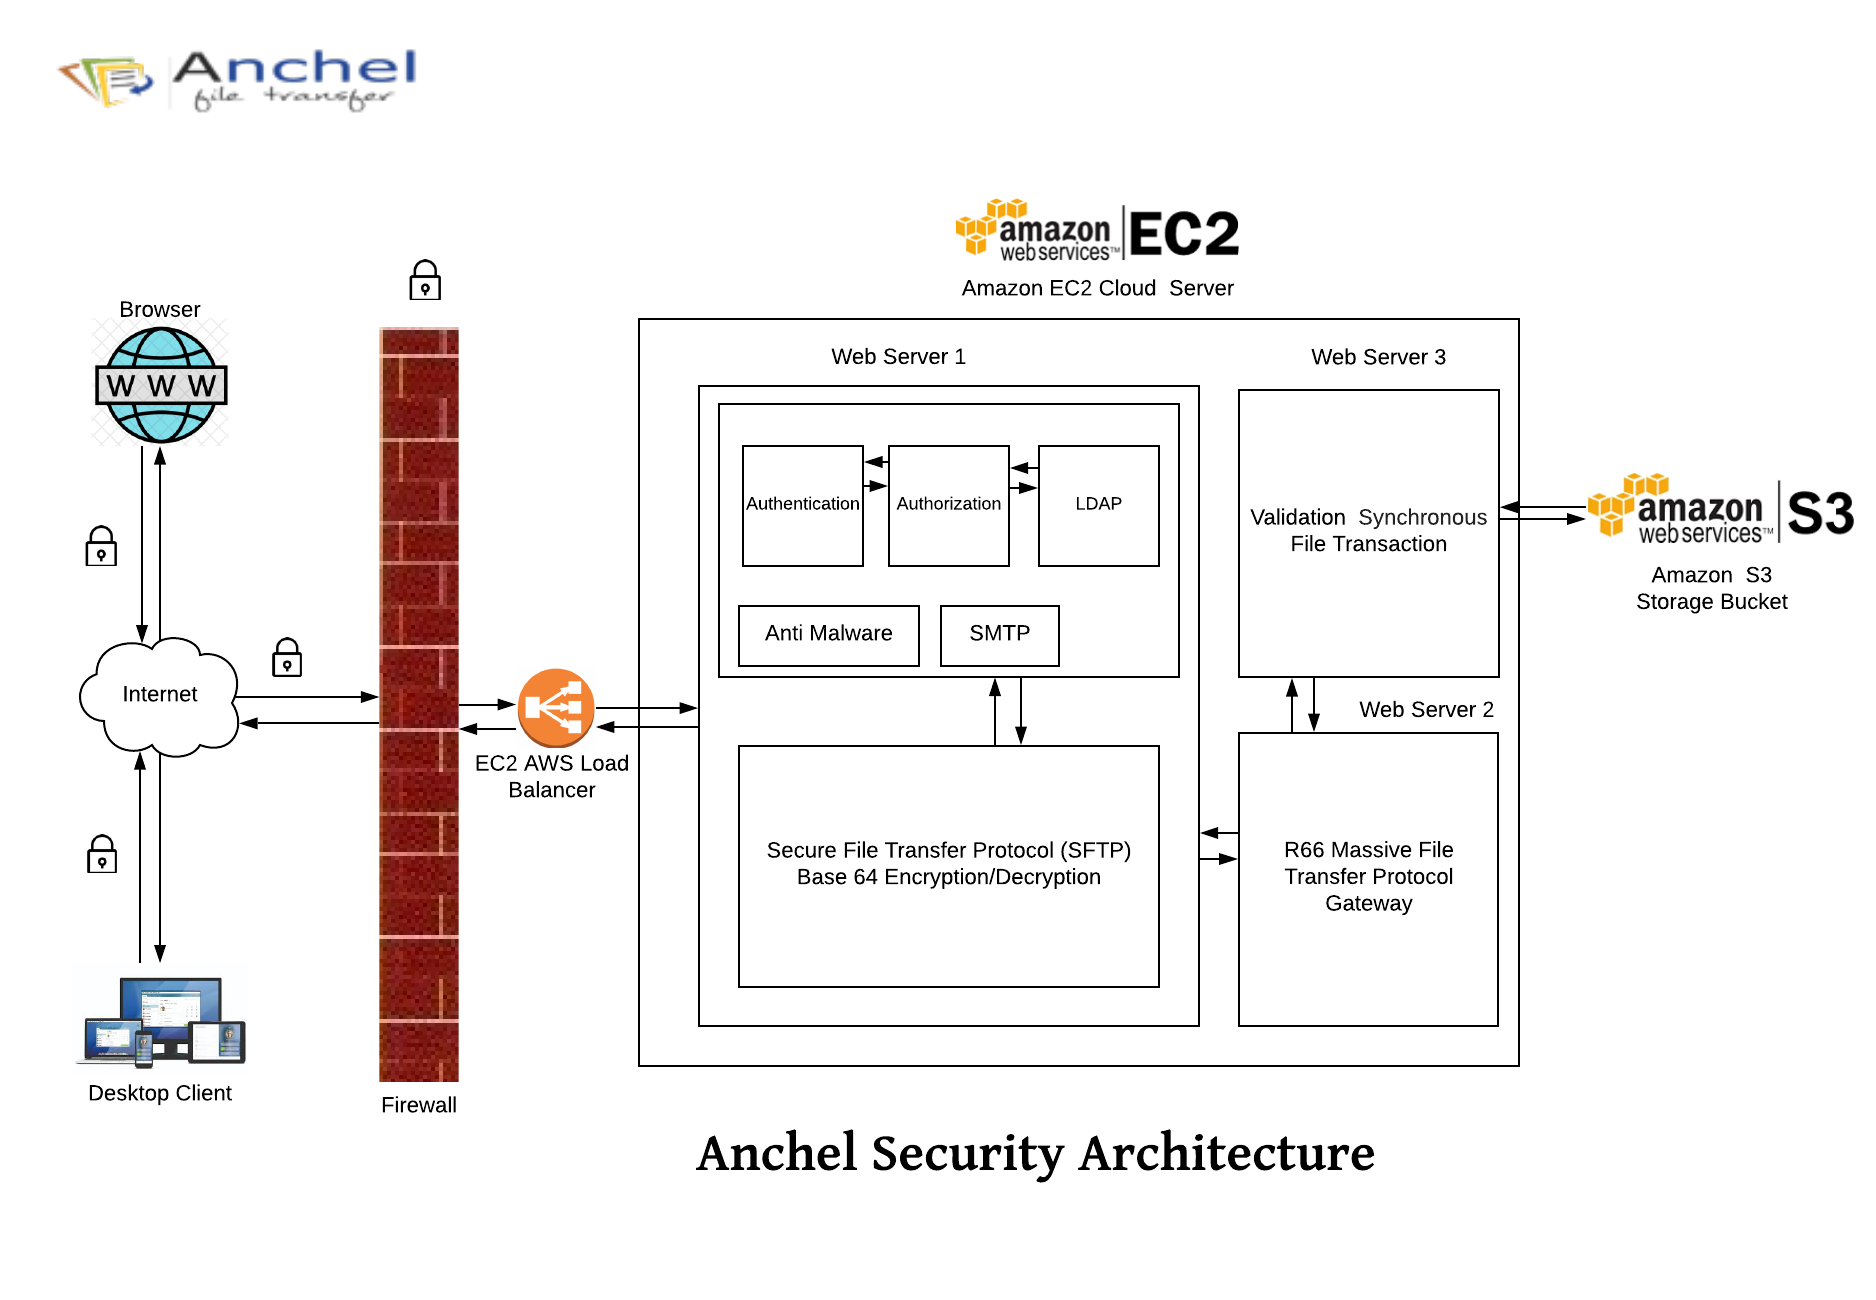 Anchel
file transfer
amazon
web services™
EC2
Amazon EC2 Cloud Server
Browser
W W W
Web Server 1
Web Server 3
Authentication
Authorization
LDAP
Validation Synchronous
File Transaction
amazon
web services™
S3
Amazon S3
Storage Bucket
Anti Malware
SMTP
Internet
Web Server 2
EC2 AWS Load
Balancer
Secure File Transfer Protocol (SFTP)
Base 64 Encryption/Decryption
R66 Massive File
Transfer Protocol
Gateway
Desktop Client
Firewall
Anchel Security Architecture